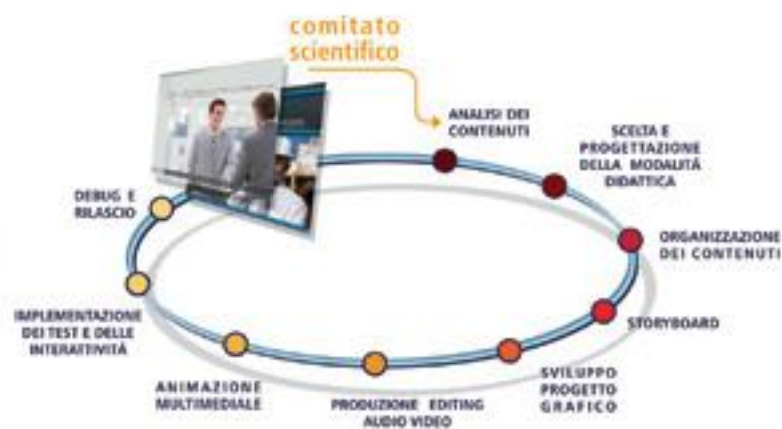 comitato
scientifico
ANALISI DEI
CONTENUTI
SCELTA E
PROGETTAZIONE
DELLA MODALITÀ
DIDATTICA
ORGANIZZAZIONE
DEI CONTENUTI
STORYBOARD
SVILUPPO
PROGETTO
GRAFICO
PRODUZIONE EDITING
AUDIO VIDEO
ANIMAZIONE
MULTIMEDIALE
IMPLEMENTAZIONE
DEI TEST E DELLE
INTERATTIVITÀ
DEBUG E
RILASCIO